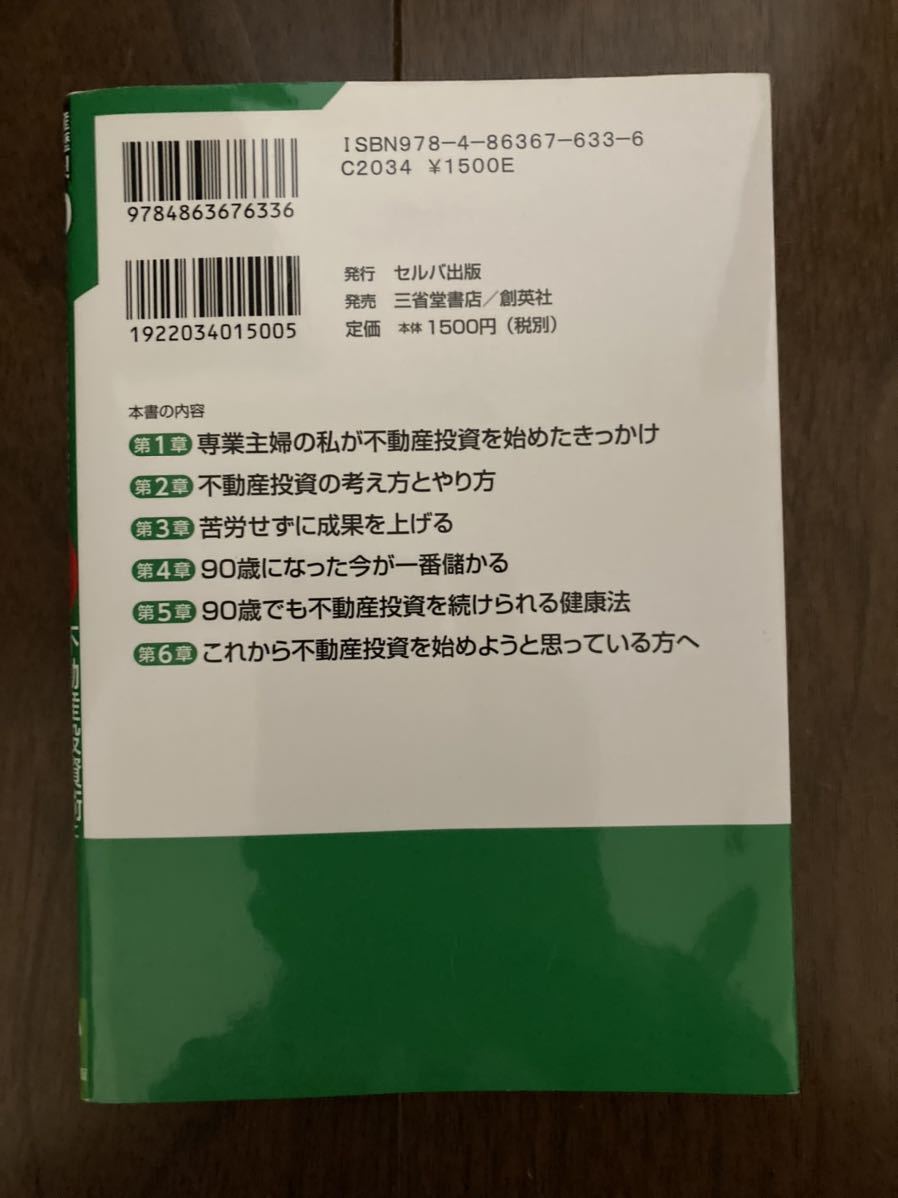 ISBN978-4-86367-633-6
C2034 ¥1500E
9784863676336
1922034015005
発行 セルバ出版
発売 三省堂書店/創英社
定価 本体1500円(税別)
本書の内容
第1章 専業主婦の私が不動産投資を始めたきっかけ
第2章 不動産投資の考え方とやり方
第3章 苦労せずに成果を上げる
第4章 90歳になった今が一番儲かる
第5章 90歳でも不動産投資を続けられる健康法
第6章 これから不動産投資を始めようと思っている方へ
不動産投資術